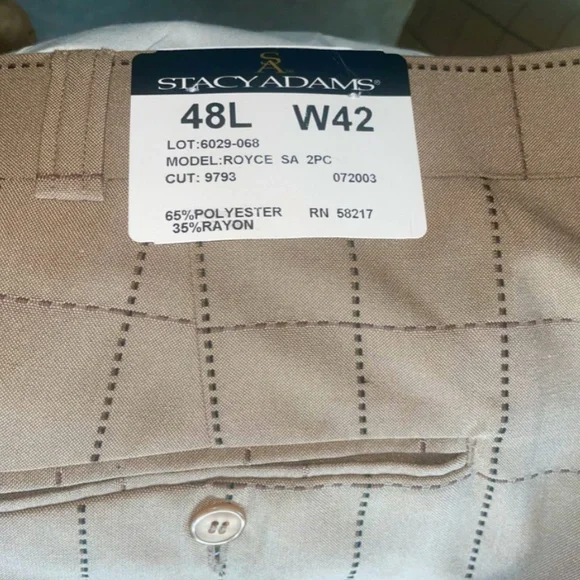 SA
STACY ADAMS®
48L W42
LOT:6029-068
MODEL:ROYCE SA 2PC
CUT: 9793 072003
65%POLYESTER RN 58217
35%RAYON